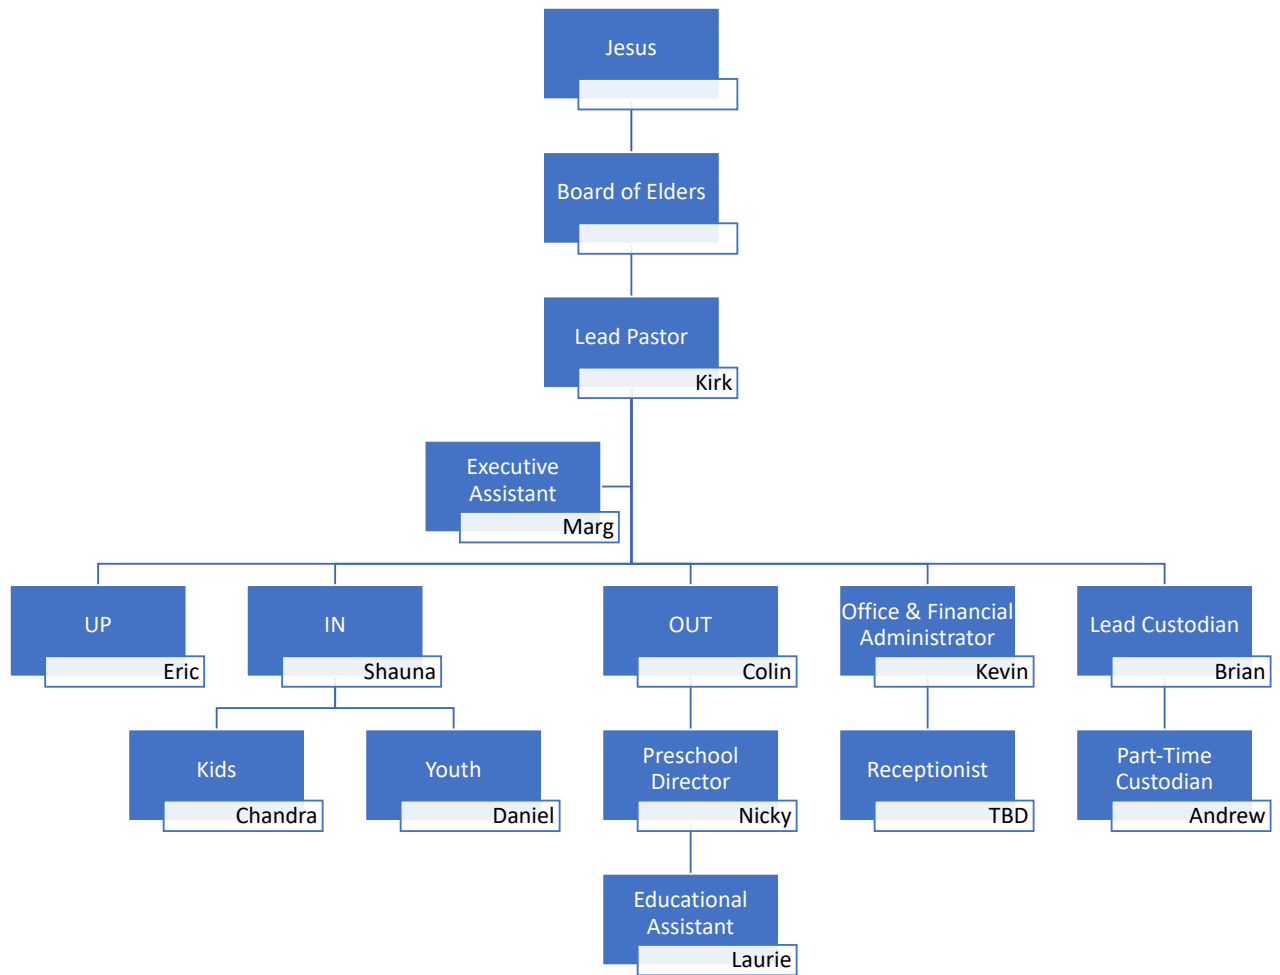 Jesus
Board of Elders
Lead Pastor
Kirk
Executive
Assistant
Marg
UP
Eric
IN
Shauna
OUT
Colin
Office & Financial
Administrator
Kevin
Lead Custodian
Brian
Kids
Chandra
Youth
Daniel
Preschool
Director
Nicky
Receptionist
TBD
Part-Time
Custodian
Andrew
Educational
Assistant
Laurie